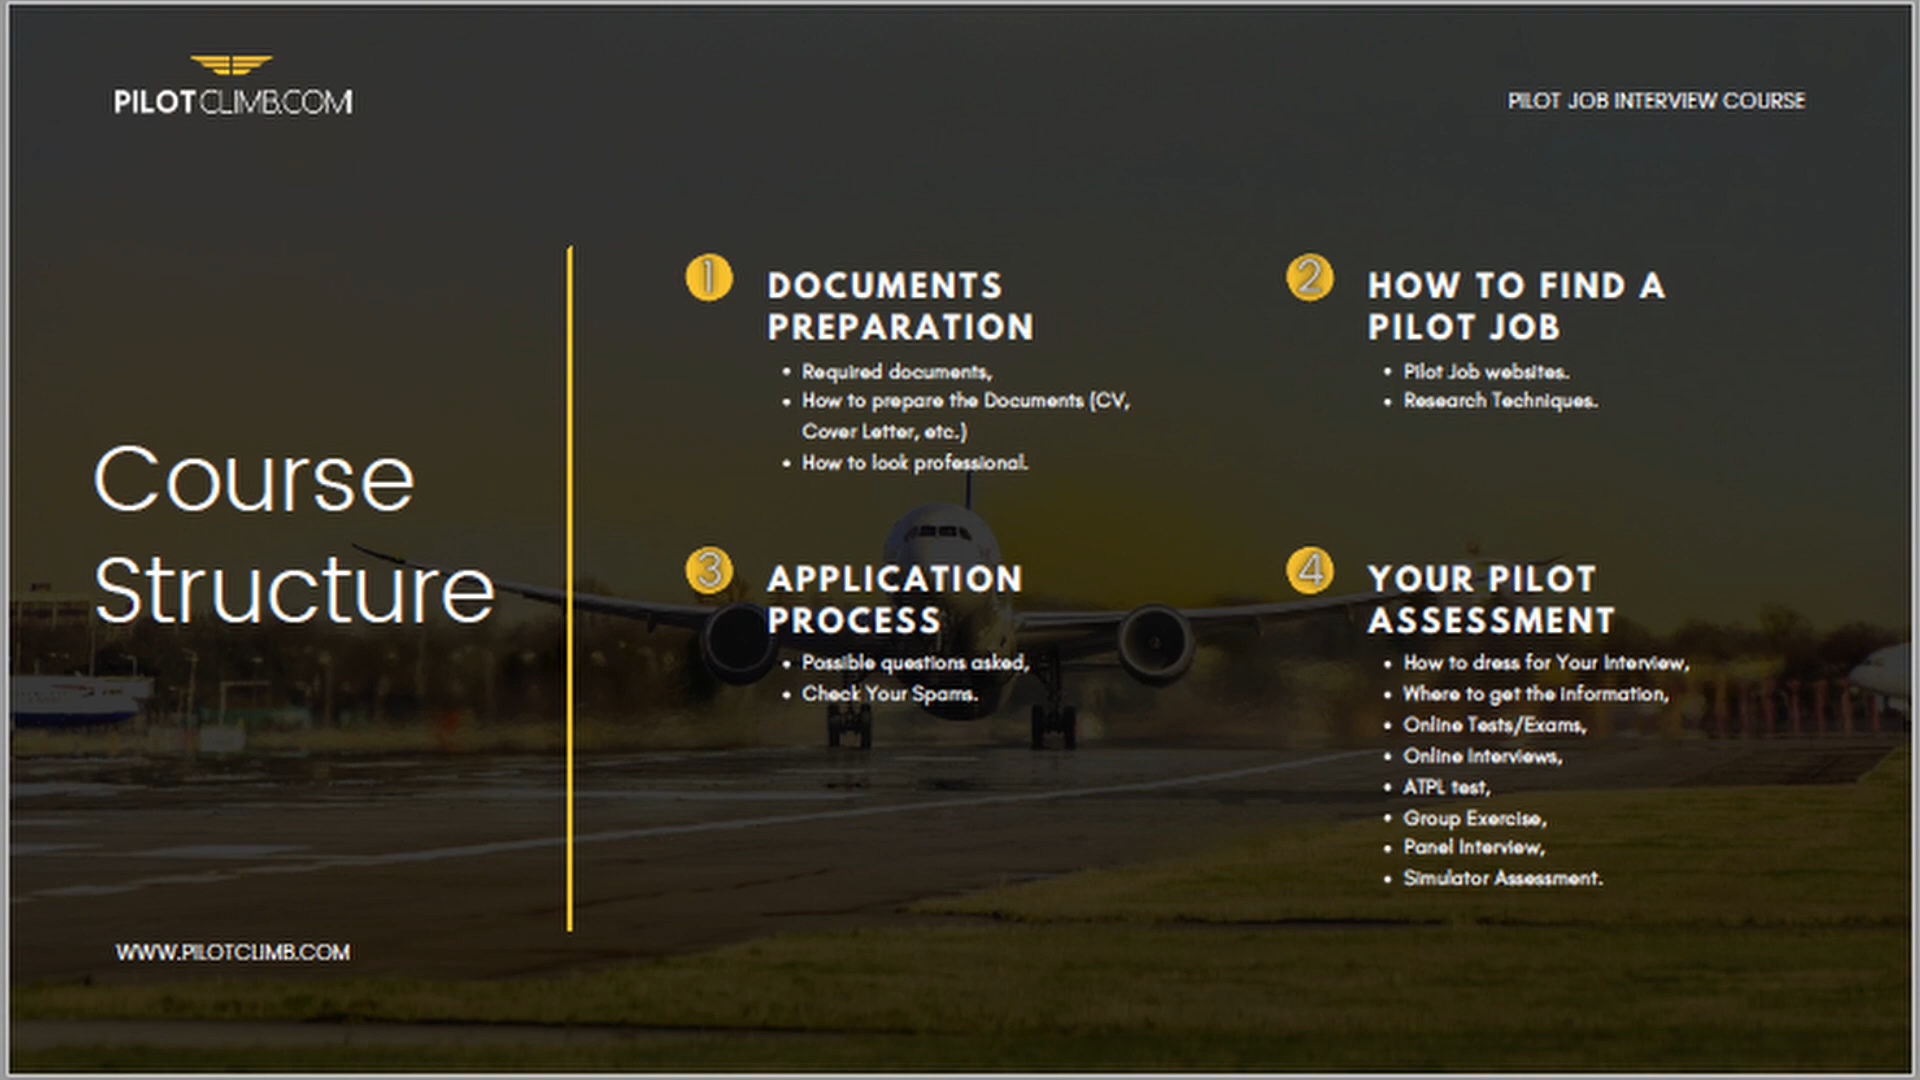 PILOTCLIMB.COM
PILOT JOB INTERVIEW COURSE
Course
Structure
1
DOCUMENTS
PREPARATION
• Required documents,
• How to prepare the Documents (CV,
Cover Letter, etc.)
• How to look professional.
2
HOW TO FIND A
PILOT JOB
• Pilot Job websites.
• Research Techniques.
3
APPLICATION
PROCESS
• Possible questions asked,
• Check Your Spams.
4
YOUR PILOT
ASSESSMENT
• How to dress for Your Interview,
• Where to get the information,
• Online Tests/Exams,
• Online Interviews,
• ATPL test,
• Group Exercise,
• Panel Interview,
• Simulator Assessment.
WWW.PILOTCLIMB.COM